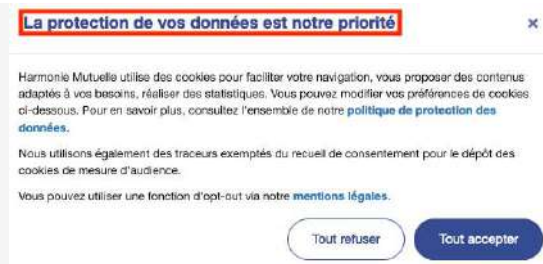 La protection de vos données est notre priorité
×
Harmonie Mutuelle utilise des cookies pour faciliter votre navigation, vous proposer des contenus
adaptés à vos besoins, réaliser des statistiques. Vous pouvez modifier vos préférences de cookies
ci-dessous. Pour en savoir plus, consultez l'ensemble de notre politique de protection des
données.
Nous utilisons également des traceurs exemptés du recueil de consentement pour le dépôt des
cookies de mesure d'audience.
Vous pouvez utiliser une fonction d'opt-out via notre mentions légales.
Tout refuser
Tout accepter